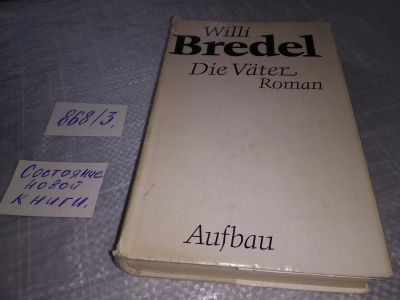 Willi
Bredel
Die Väter
Roman
Aufbau
868/3.
Состояние
новой
книги.